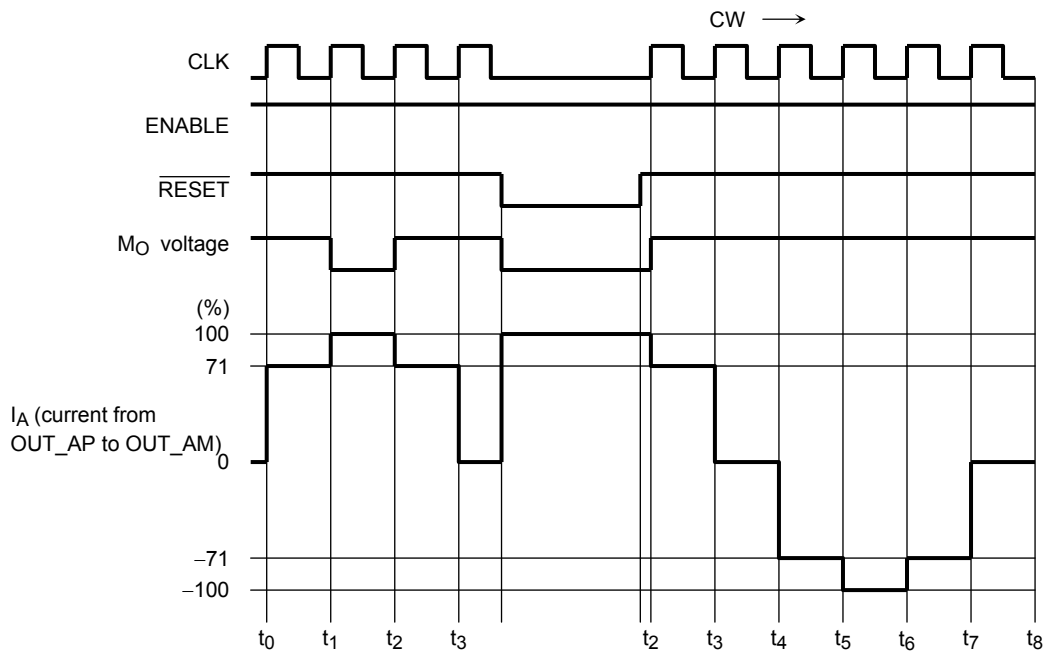 CW →
CLK
ENABLE
RESET
MO voltage
(%)
100
71
IA (current from
OUT_AP to OUT_AM)
0
−71
−100
t0 t1 t2 t3 t2 t3 t4 t5 t6 t7 t8